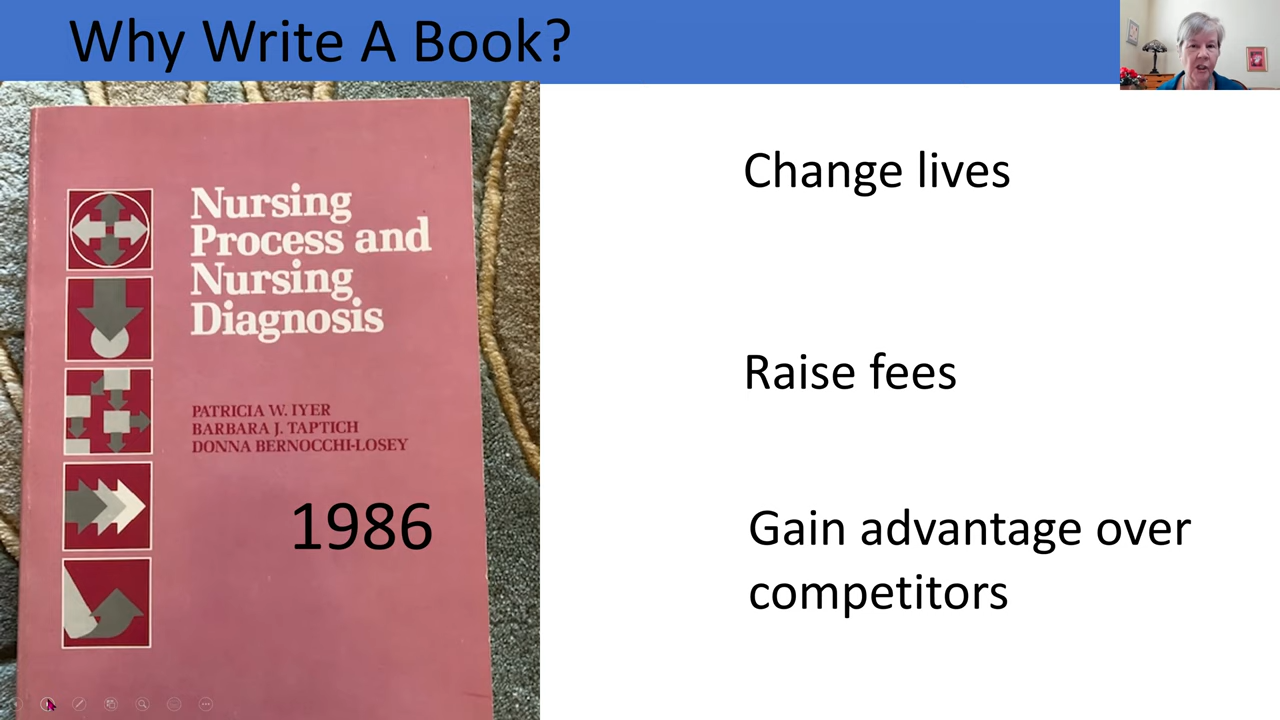 Why Write A Book?
Nursing
Process and
Nursing
Diagnosis
PATRICIA W. IYER
BARBARA J. TAPTICH
DONNA BERNOCCHI-LOSEY
1986
Change lives
Raise fees
Gain advantage over
competitors